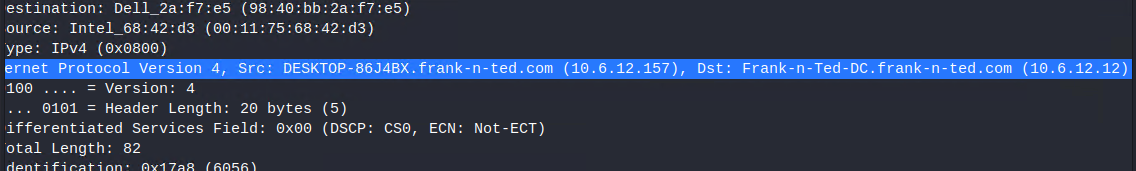 estination: Dell_2a:f7:e5 (98:40:bb:2a:f7:e5)
ource: Intel_68:42:d3 (00:11:75:68:42:d3)
ype: IPv4 (0x0800)
ernet Protocol Version 4, Src: DESKTOP-86J4BX.frank-n-ted.com (10.6.12.157), Dst: Frank-n-Ted-DC.frank-n-ted.com (10.6.12.12)
100 .... = Version: 4
... 0101 = Header Length: 20 bytes (5)
ifferentiated Services Field: 0x00 (DSCP: CS0, ECN: Not-ECT)
otal Length: 82
dentification: 0x17a8 (6056)